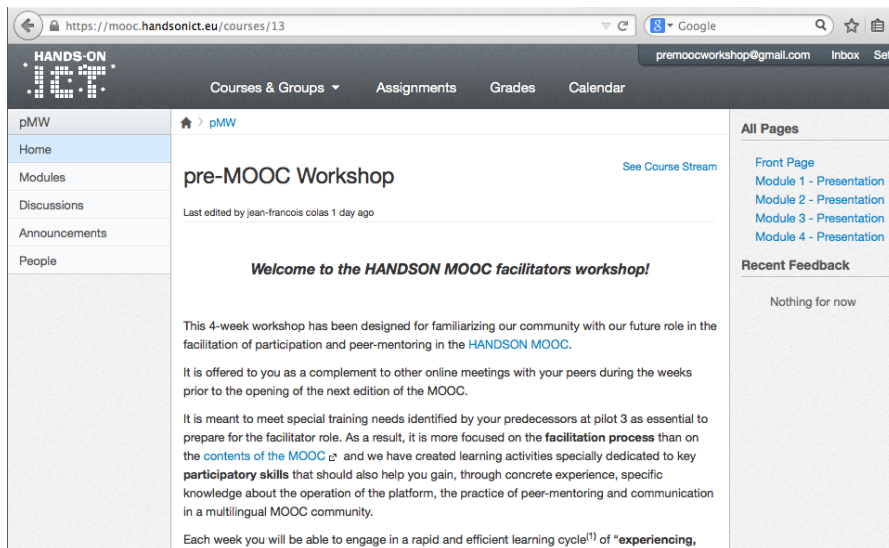 https://mooc.handsonict.eu/courses/13
Google
HANDS-ON
ICT
premoocworkshop@gmail.com Inbox Set
Courses & Groups Assignments Grades Calendar
pMW
Home
Modules
Discussions
Announcements
People
pMW
See Course Stream
pre-MOOC Workshop
Last edited by jean-francois colas 1 day ago
Welcome to the HANDSON MOOC facilitators workshop!
This 4-week workshop has been designed for familiarizing our community with our future role in the
facilitation of participation and peer-mentoring in the HANDSON MOOC.
It is offered to you as a complement to other online meetings with your peers during the weeks
prior to the opening of the next edition of the MOOC.
It is meant to meet special training needs identified by your predecessors at pilot 3 as essential to
prepare for the facilitator role. As a result, it is more focused on the facilitation process than on
the contents of the MOOC and we have created learning activities specially dedicated to key
participatory skills that should also help you gain, through concrete experience, specific
knowledge about the operation of the platform, the practice of peer-mentoring and communication
in a multilingual MOOC community.
Each week you will be able to engage in a rapid and efficient learning cycle(1) of "experiencing,
All Pages
Front Page
Module 1 - Presentation
Module 2 - Presentation
Module 3 - Presentation
Module 4 - Presentation
Recent Feedback
Nothing for now